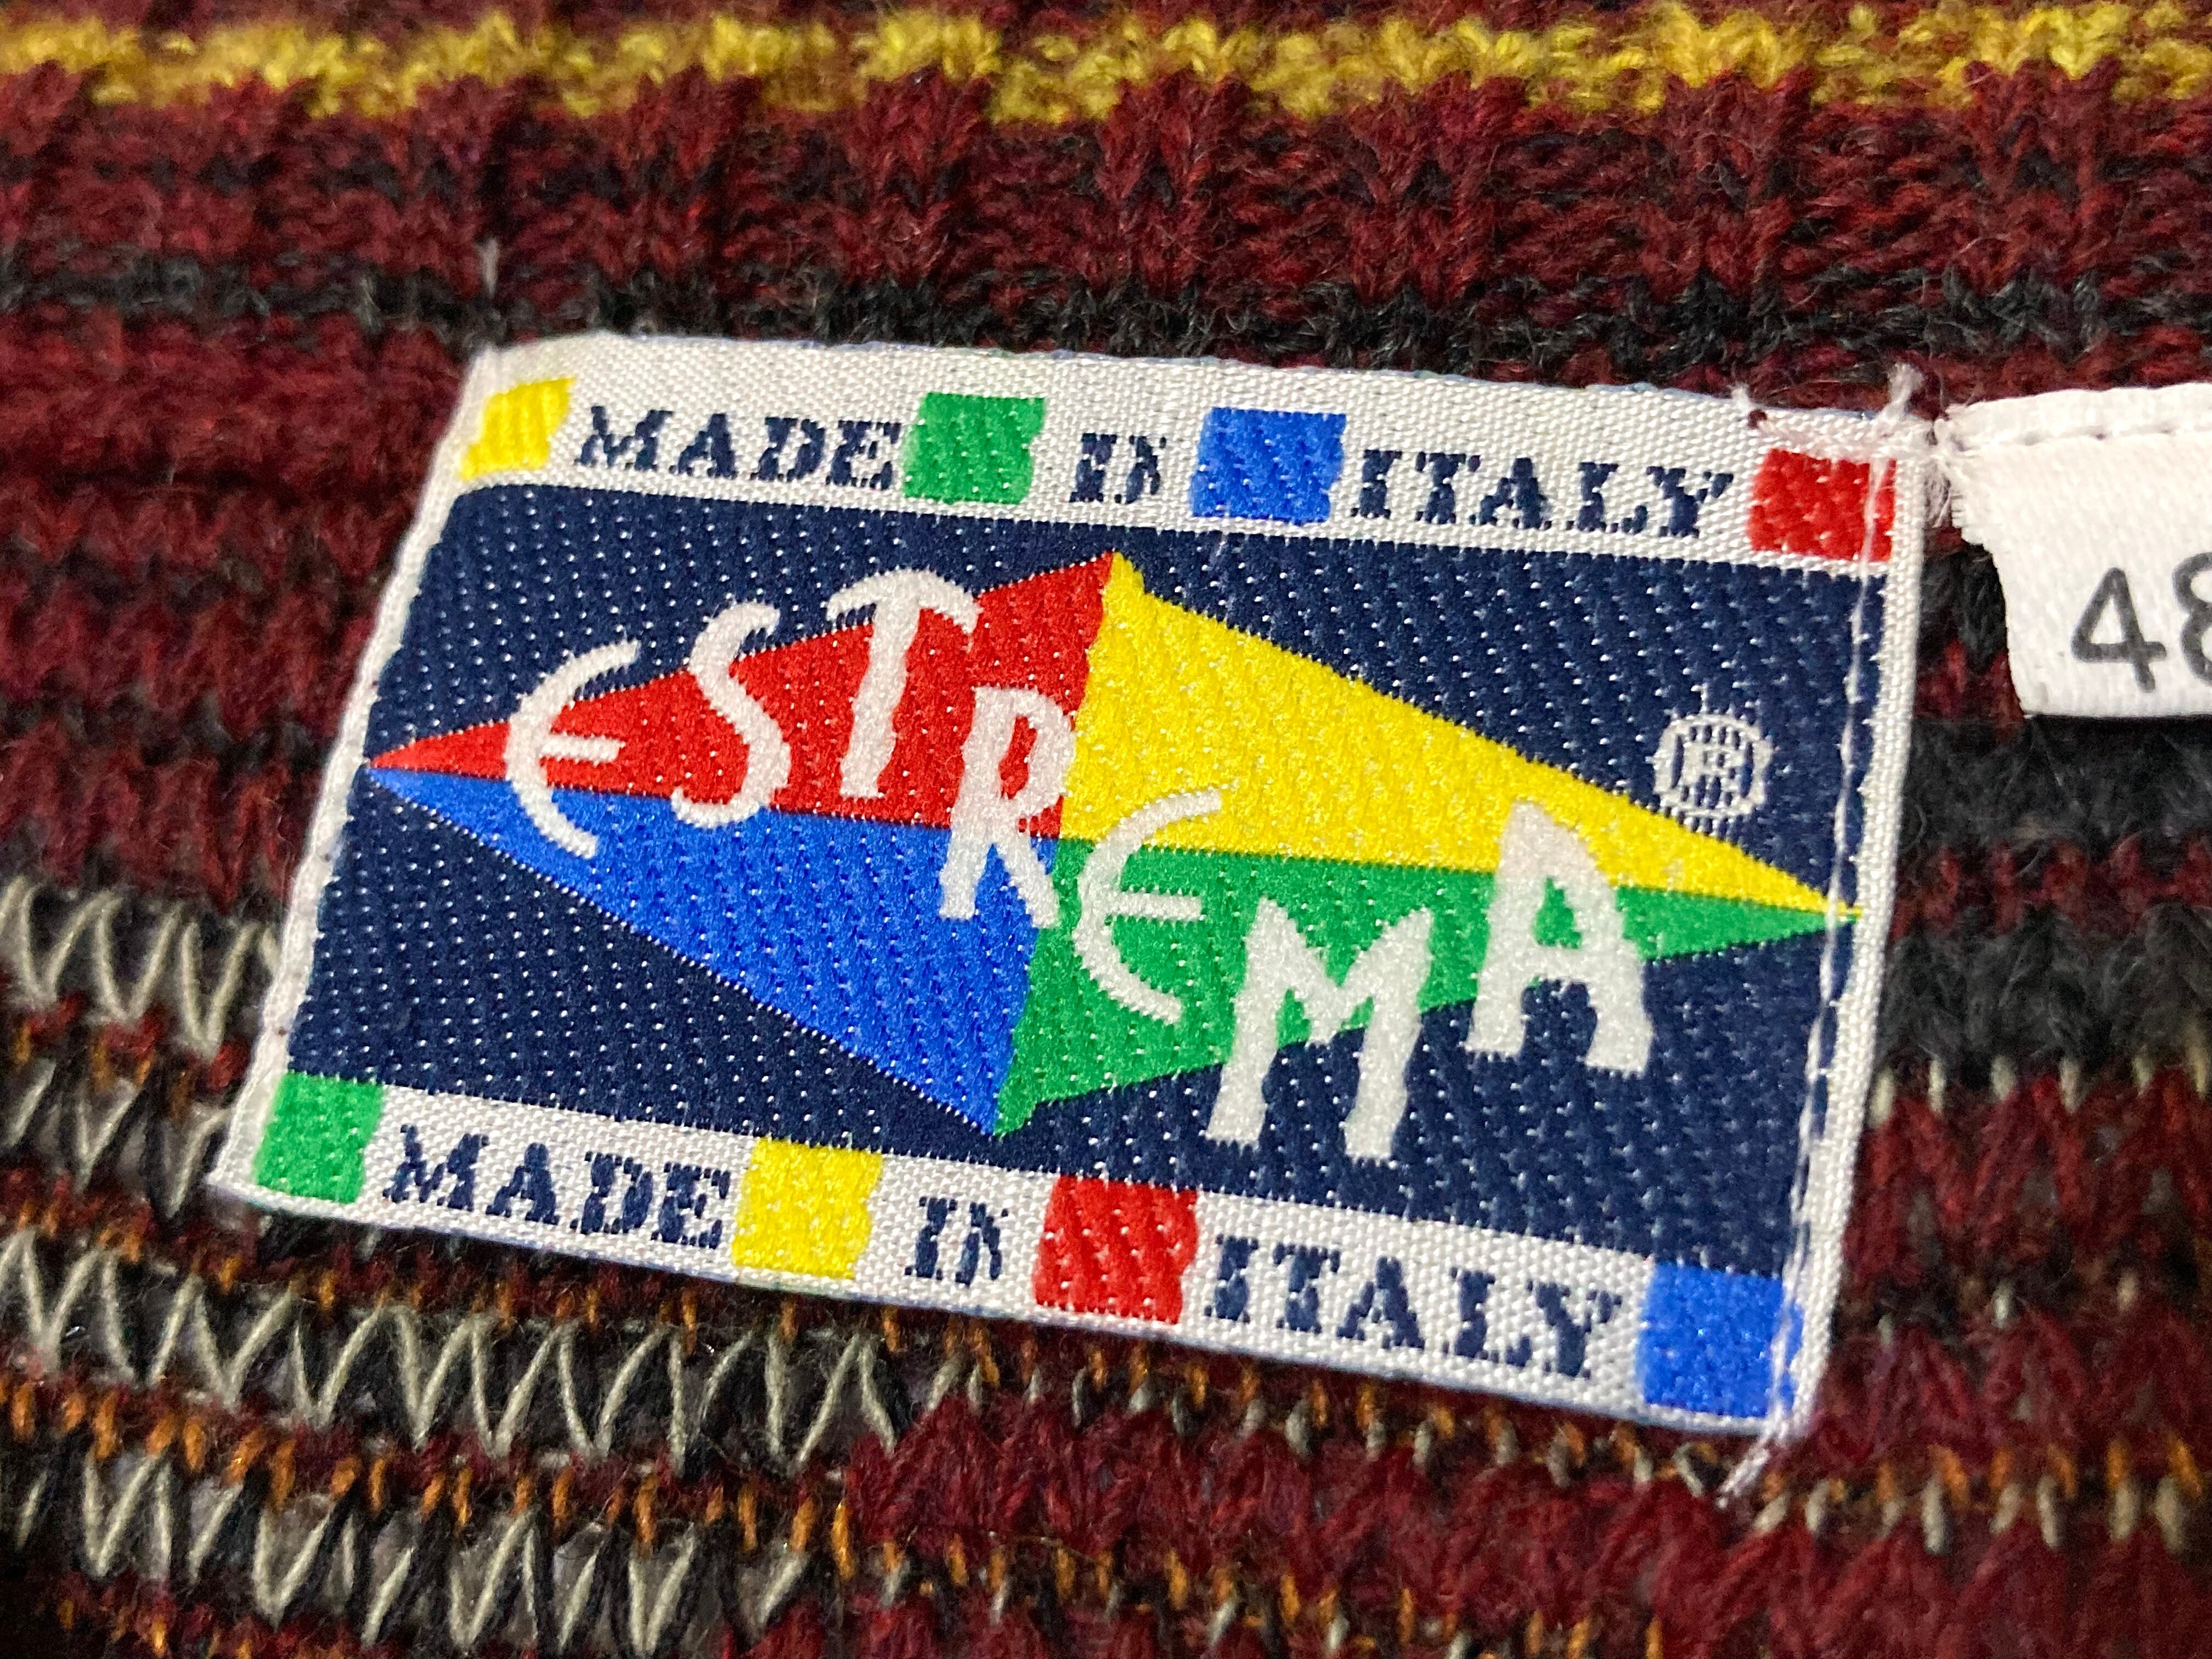 MADE IN ITALY
ESTREMA
®
48
MADE IN ITALY